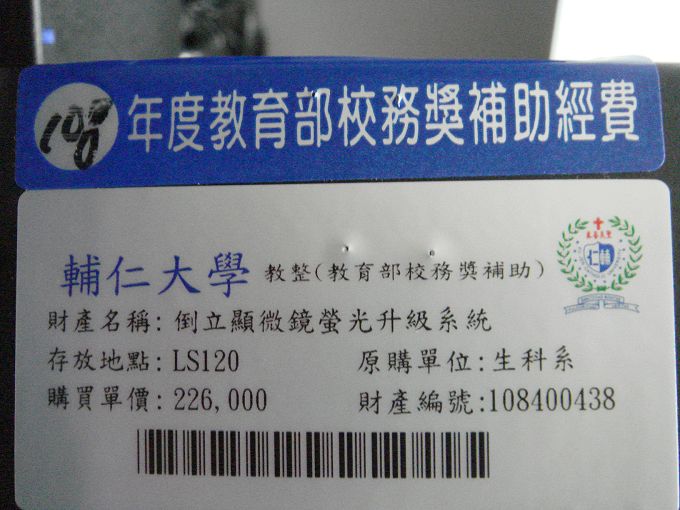 108 年度教育部校務獎補助經費
輔仁大學 教整(教育部校務獎補助)
財產名稱: 倒立顯微鏡螢光升級系統
存放地點: LS120 原購單位: 生科系
購買單價: 226,000 財產編號:108400438